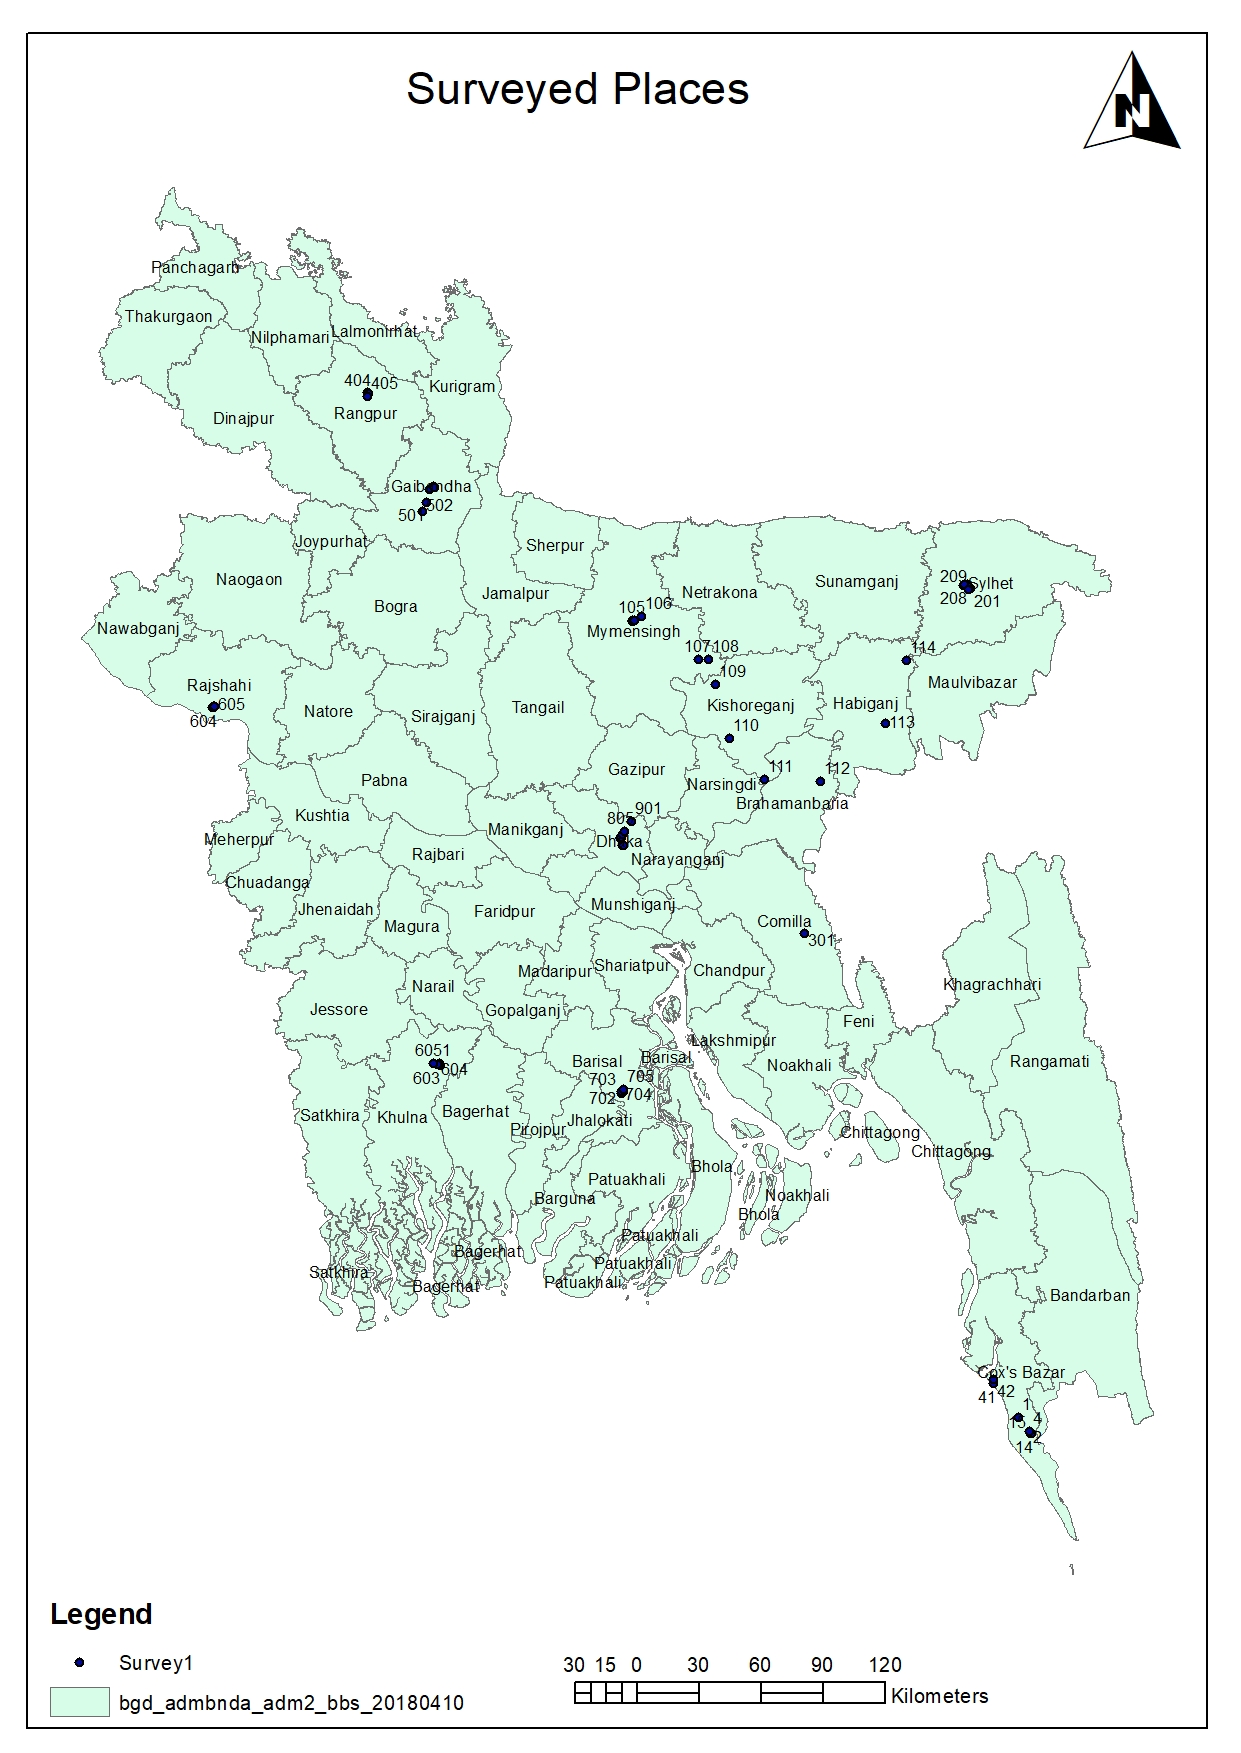 Surveyed Places
N
Panchagarh
Thakurgaon
Nilphamari
Lalmonirhat
404
405
Kurigram
Rangpur
Dinajpur
Gaibandha
502
501
Joypurhat
Sherpur
Naogaon
Sunamganj
209
Sylhet
Jamalpur
Netrakona
208
201
Bogra
105
106
Nawabganj
Mymensingh
107
108
114
109
Maulvibazar
Rajshahi
605
604
Natore
Sirajganj
Tangail
Kishoreganj
Habiganj
110
113
Gazipur
111
112
Pabna
Narsingdi
Brahamanbaria
901
805
Kushtia
Manikganj
Meherpur
Dhaka
Rajbari
Narayanganj
Chuadanga
Jhenaidah
Munshiganj
Faridpur
Magura
Comilla
301
Madaripur
Shariatpur
Chandpur
Khagrachhari
Narail
Jessore
Gopalganj
Feni
Lakshmipur
6051
604
603
Barisal
Barisal
Noakhali
Rangamati
703
705
702
704
Satkhira
Khulna
Bagerhat
Pirojpur
Jhalokati
Chittagong
Chittagong
Bhola
Patuakhali
Barguna
Noakhali
Bhola
Patuakhali
Bagerhat
Patuakhali
Satkhira
Bagerhat
Patuakhali
Bandarban
Cox's Bazar
41
42
1
15
4
2
14
Legend
Survey1
bgd_admbnda_adm2_bbs_20180410
30 15 0 30 60 90 120
Kilometers